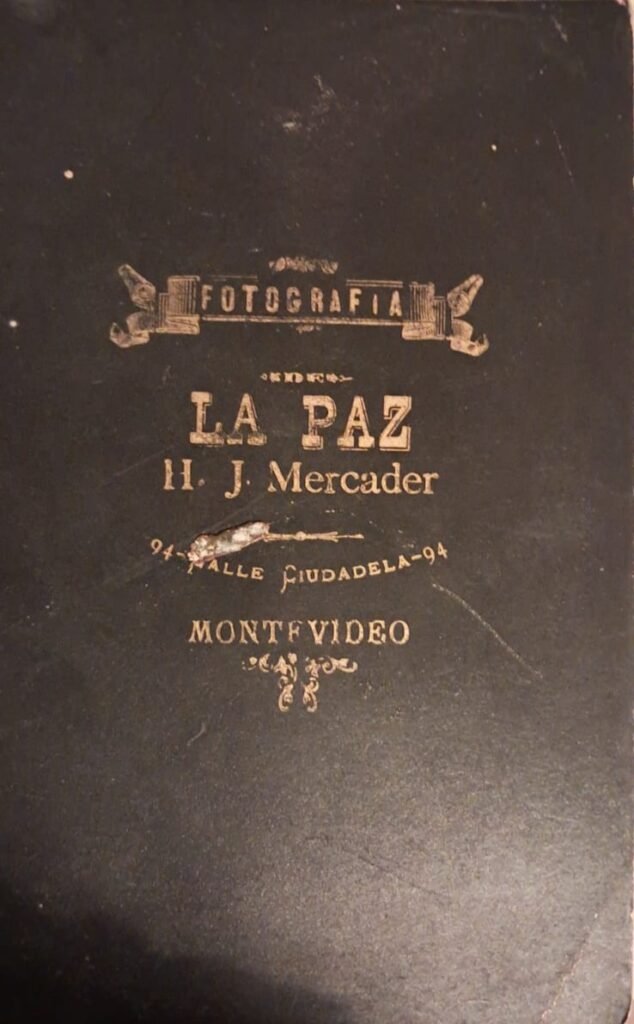 FOTOGRAFIA
DE
LA PAZ
H. J. Mercader
94-CALLE CIUDADELA-94
MONTEVIDEO